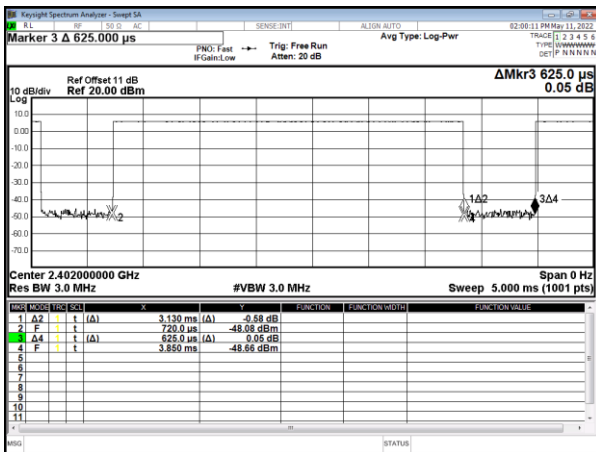 Keysight Spectrum Analyzer - Swept SA
RL RF 50 Ω AC SENSE:INT ALIGN AUTO 02:00:11 PM May 11, 2022
Marker 3 Δ 625.000 µs Avg Type: Log-Pwr TRACE 1 2 3 4 5 6
PNO: Fast Trig: Free Run TYPE WWWWWW
IFGain:Low Atten: 20 dB DET P N N N N N
ΔMkr3 625.0 µs
0.05 dB
Ref Offset 11 dB
10 dB/div Ref 20.00 dBm
Log
10.0
0.00
-10.0
-20.0
-30.0
-40.0
1Δ2 3Δ4
-50.0
2
-60.0
-70.0
Center 2.402000000 GHz Span 0 Hz
Res BW 3.0 MHz #VBW 3.0 MHz Sweep 5.000 ms (1001 pts)
MKR MODE TRC SCL X Y FUNCTION FUNCTION WIDTH FUNCTION VALUE
1 Δ2 1 t (Δ) 3.130 ms (Δ) -0.58 dB
2 F 1 t 720.0 µs -48.08 dBm
3 Δ4 1 t (Δ) 625.0 µs (Δ) 0.05 dB
4 F 1 t 3.850 ms -48.66 dBm
5
6
7
8
9
10
11
MSG STATUS